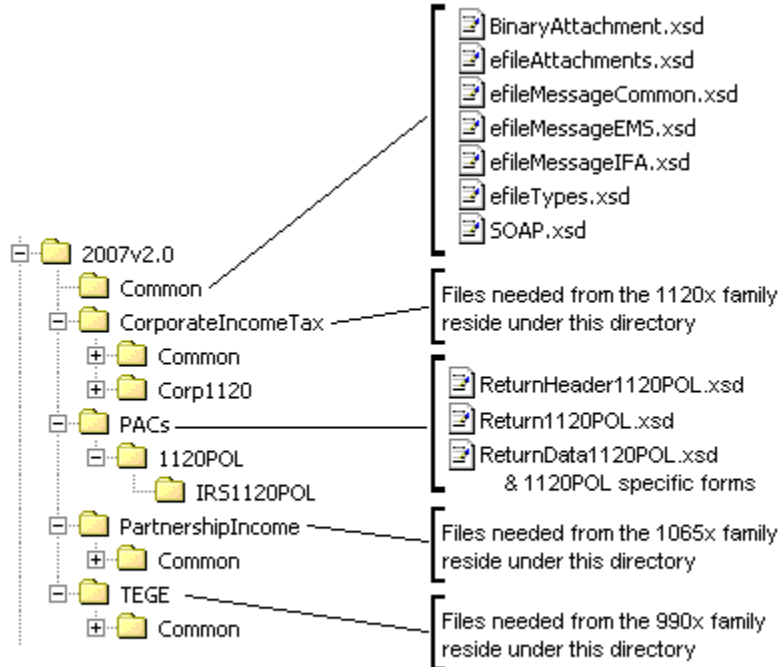 BinaryAttachment.xsd
efileAttachments.xsd
efileMessageCommon.xsd
efileMessageEMS.xsd
efileMessageIFA.xsd
efileTypes.xsd
SOAP.xsd
2007v2.0
Common
CorporateIncomeTax
Common
Corp1120
PACs
1120POL
IRS1120POL
PartnershipIncome
Common
TEGE
Common
Files needed from the 1120x family
reside under this directory
ReturnHeader1120POL.xsd
Return1120POL.xsd
ReturnData1120POL.xsd
& 1120POL specific forms
Files needed from the 1065x family
reside under this directory
Files needed from the 990x family
reside under this directory